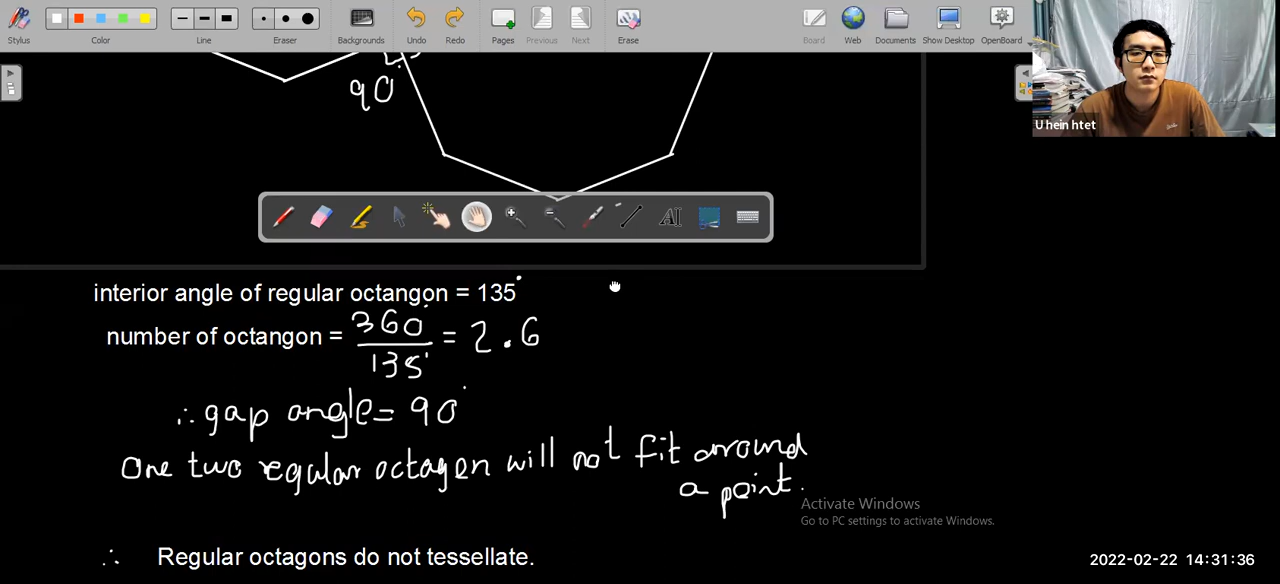 Stylus
Color
Line
Eraser
Backgrounds
Undo
Redo
Pages
Previous
Next
Erase
Board
Web
Documents
Show Desktop
OpenBoard
90
U hein htet
AI
interior angle of regular octangon = 135°
number of octangon = 360° / 135° = 2.6
∴ gap angle = 90°
One two regular octagen will not fit around
a point.
Activate Windows
Go to PC settings to activate Windows.
∴ Regular octagons do not tessellate.
2022-02-22 14:31:36